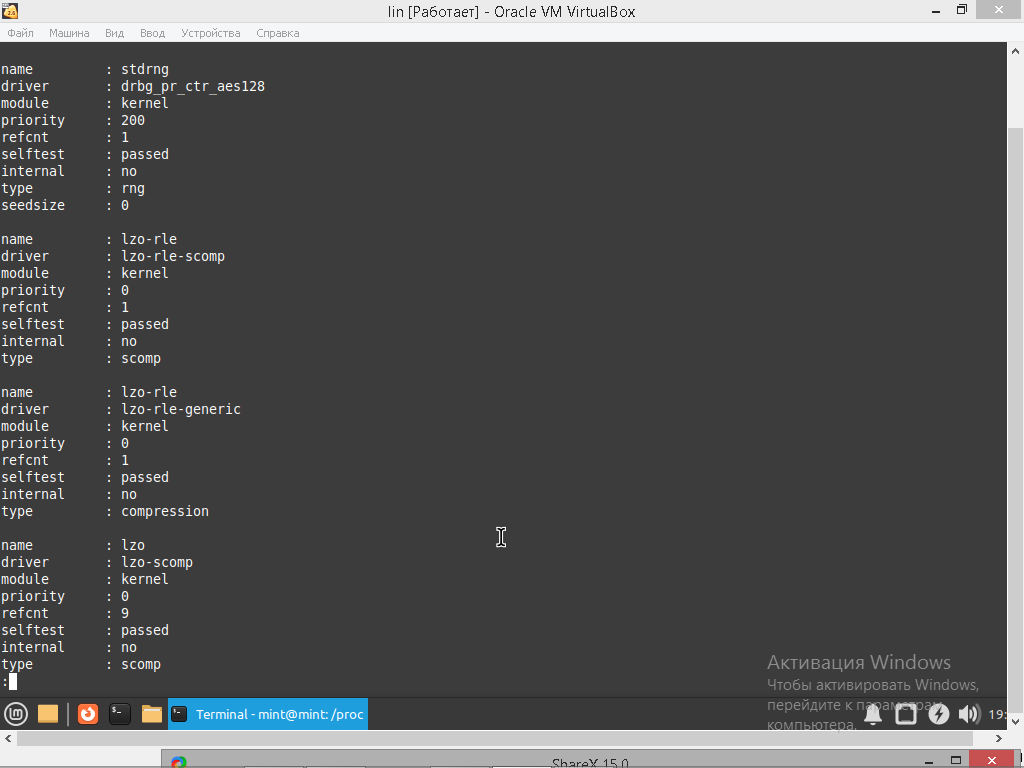 lin [Работает] - Oracle VM VirtualBox
Файл Машина Вид Ввод Устройства Справка
name : stdrng
driver : drbg_pr_ctr_aes128
module : kernel
priority : 200
refcnt : 1
selftest : passed
internal : no
type : rng
seedsize : 0
name : lzo-rle
driver : lzo-rle-scomp
module : kernel
priority : 0
refcnt : 1
selftest : passed
internal : no
type : scomp
name : lzo-rle
driver : lzo-rle-generic
module : kernel
priority : 0
refcnt : 1
selftest : passed
internal : no
type : compression
name : lzo
driver : lzo-scomp
module : kernel
priority : 0
refcnt : 9
selftest : passed
internal : no
type : scomp
:
Активация Windows
Чтобы активировать Windows,
перейдите к параметрам
компьютера.
Terminal - mint@mint: /proc
19:
ShareX 15.0